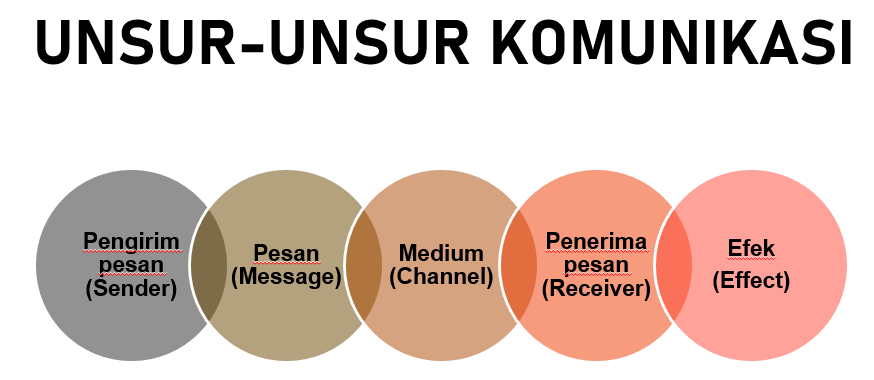 UNSUR-UNSUR KOMUNIKASI
Pengirim
pesan
(Sender)
Pesan
(Message)
Medium
(Channel)
Penerima
pesan
(Receiver)
Efek
(Effect)